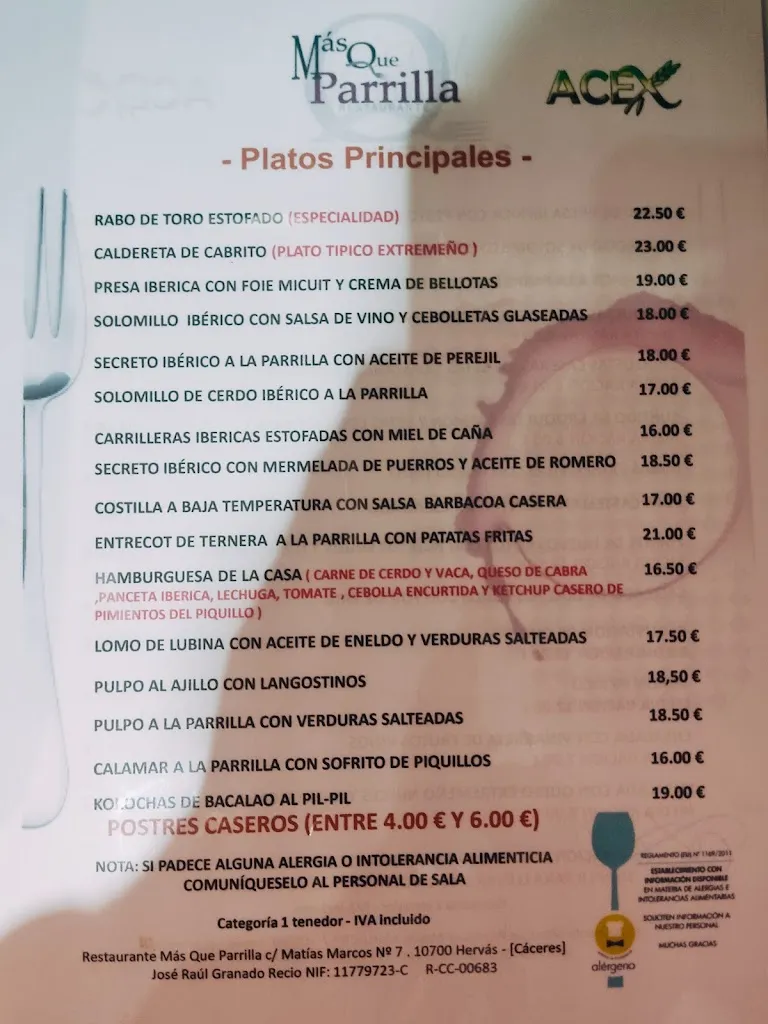 Más Que
Parrilla
RESTAURANTE
ACEX
- Platos Principales -
RABO DE TORO ESTOFADO (ESPECIALIDAD) 22.50 €
CALDERETA DE CABRITO (PLATO TIPICO EXTREMEÑO ) 23.00 €
PRESA IBERICA CON FOIE MICUIT Y CREMA DE BELLOTAS 19.00 €
SOLOMILLO IBÉRICO CON SALSA DE VINO Y CEBOLLETAS GLASEADAS 18.00 €
SECRETO IBÉRICO A LA PARRILLA CON ACEITE DE PEREJIL 18.00 €
SOLOMILLO DE CERDO IBÉRICO A LA PARRILLA 17.00 €
CARRILLERAS IBERICAS ESTOFADAS CON MIEL DE CAÑA 16.00 €
SECRETO IBÉRICO CON MERMELADA DE PUERROS Y ACEITE DE ROMERO 18.50 €
COSTILLA A BAJA TEMPERATURA CON SALSA BARBACOA CASERA 17.00 €
ENTRECOT DE TERNERA A LA PARRILLA CON PATATAS FRITAS 21.00 €
HAMBURGUESA DE LA CASA ( CARNE DE CERDO Y VACA, QUESO DE CABRA 16.50 €
,PANCETA IBERICA, LECHUGA, TOMATE , CEBOLLA ENCURTIDA Y KETCHUP CASERO DE
PIMIENTOS DEL PIQUILLO )
LOMO DE LUBINA CON ACEITE DE ENELDO Y VERDURAS SALTEADAS 17.50 €
PULPO AL AJILLO CON LANGOSTINOS 18,50 €
PULPO A LA PARRILLA CON VERDURAS SALTEADAS 18.50 €
CALAMAR A LA PARRILLA CON SOFRITO DE PIQUILLOS 16.00 €
KOKOCHAS DE BACALAO AL PIL-PIL 19.00 €
POSTRES CASEROS (ENTRE 4.00 € Y 6.00 €)
NOTA: SI PADECE ALGUNA ALERGIA O INTOLERANCIA ALIMENTICIA
COMUNÍQUESELO AL PERSONAL DE SALA
REGLAMENTO (EU) Nº 1169/2011
ESTABLECIMIENTO CON
INFORMACIÓN DISPONIBLE
EN MATERIA DE ALERGIAS E
INTOLERANCIAS ALIMENTARIAS
SOLICITEN INFORMACIÓN A
NUESTRO PERSONAL
MUCHAS GRACIAS
alérgeno
Categoría 1 tenedor - IVA incluido
Restaurante Más Que Parrilla c/ Matías Marcos Nº 7 . 10700 Hervás - [Cáceres]
José Raúl Granado Recio NIF: 11779723-C R-CC-00683